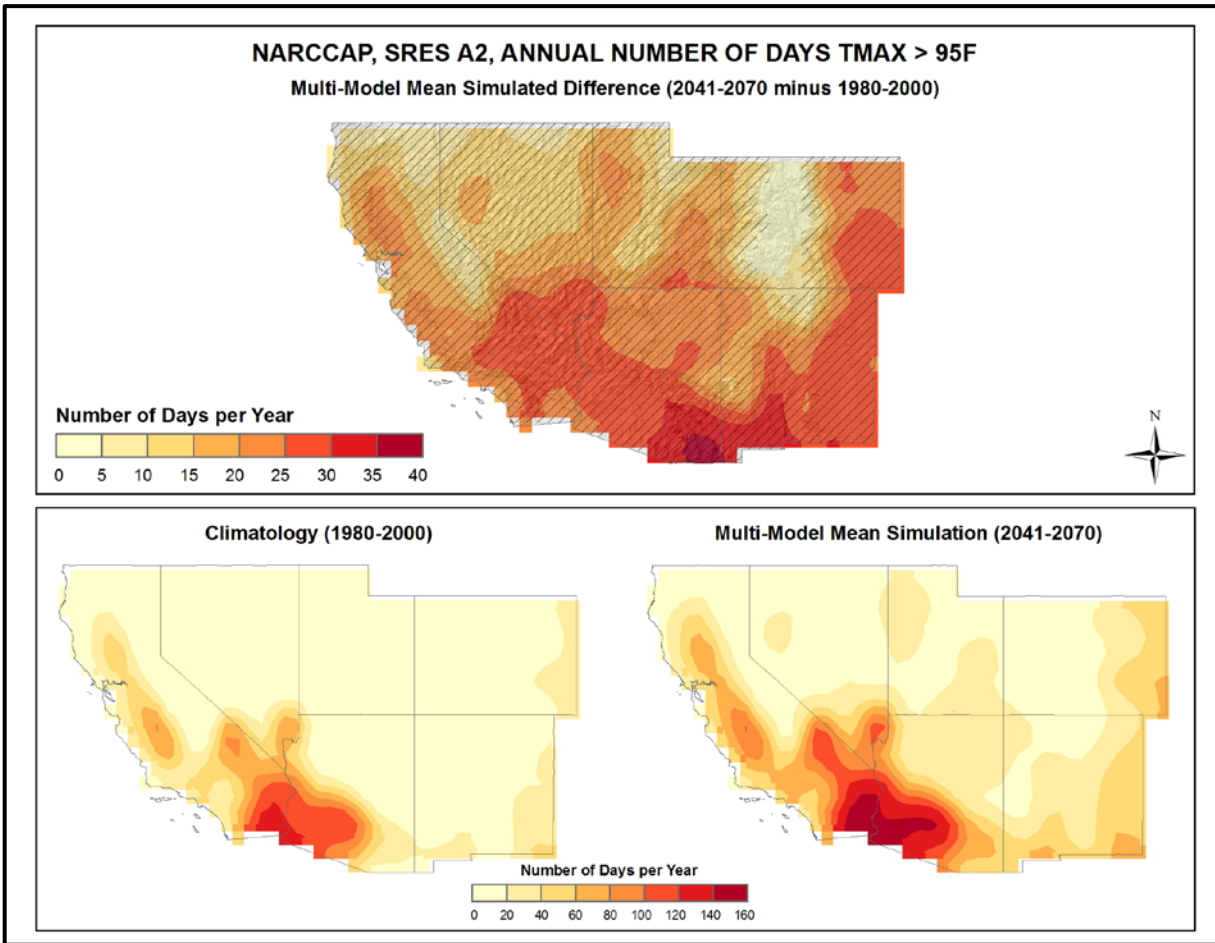 NARCCAP, SRES A2, ANNUAL NUMBER OF DAYS TMAX > 95F
Multi-Model Mean Simulated Difference (2041-2070 minus 1980-2000)
Number of Days per Year
0 5 10 15 20 25 30 35 40
N
Climatology (1980-2000)
Multi-Model Mean Simulation (2041-2070)
Number of Days per Year
0 20 40 60 80 100 120 140 160